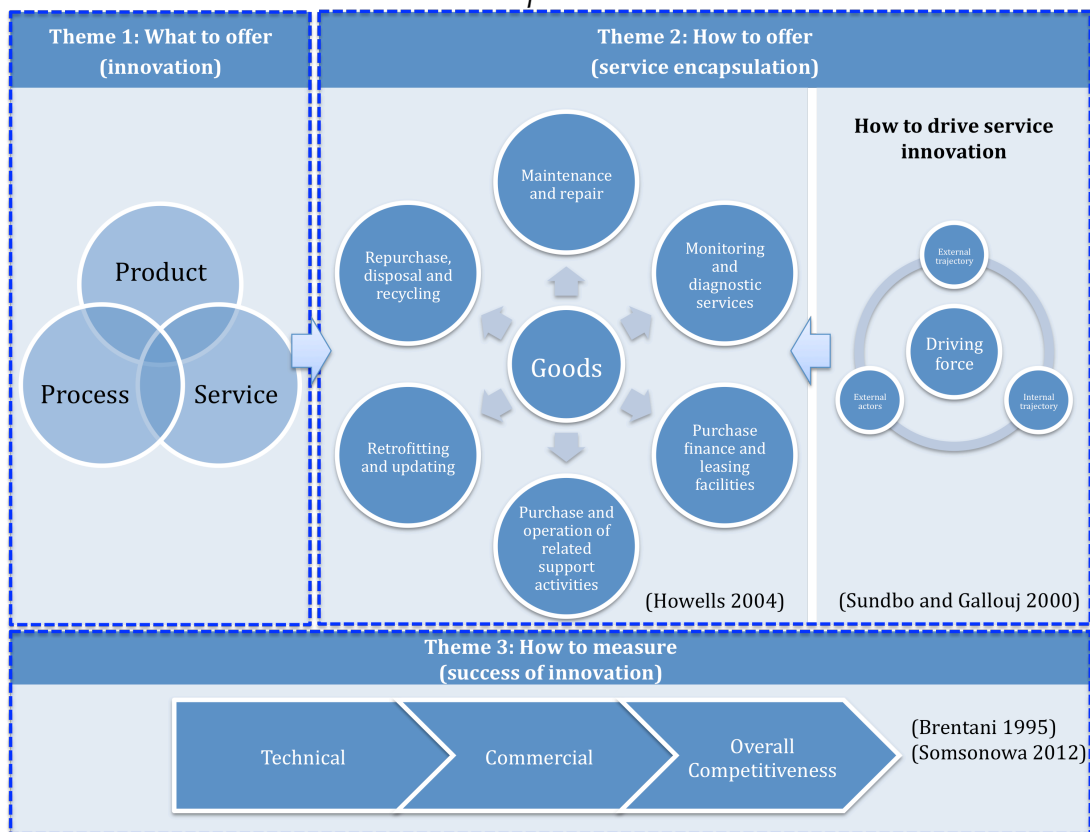 Theme 1: What to offer
(innovation)
Product
Process
Service
Theme 2: How to offer
(service encapsulation)
Maintenance
and repair
Repurchase,
disposal and
recycling
Monitoring
and
diagnostic
services
Goods
Retrofitting
and updating
Purchase
finance and
leasing
facilities
Purchase and
operation of
related
support
activities
(Howells 2004)
How to drive service
innovation
External
trajectory
Driving
force
External
actors
Internal
trajectory
(Sundbo and Gallouj 2000)
Theme 3: How to measure
(success of innovation)
Technical
Commercial
Overall
Competitiveness
(Brentani 1995)
(Somsonowa 2012)